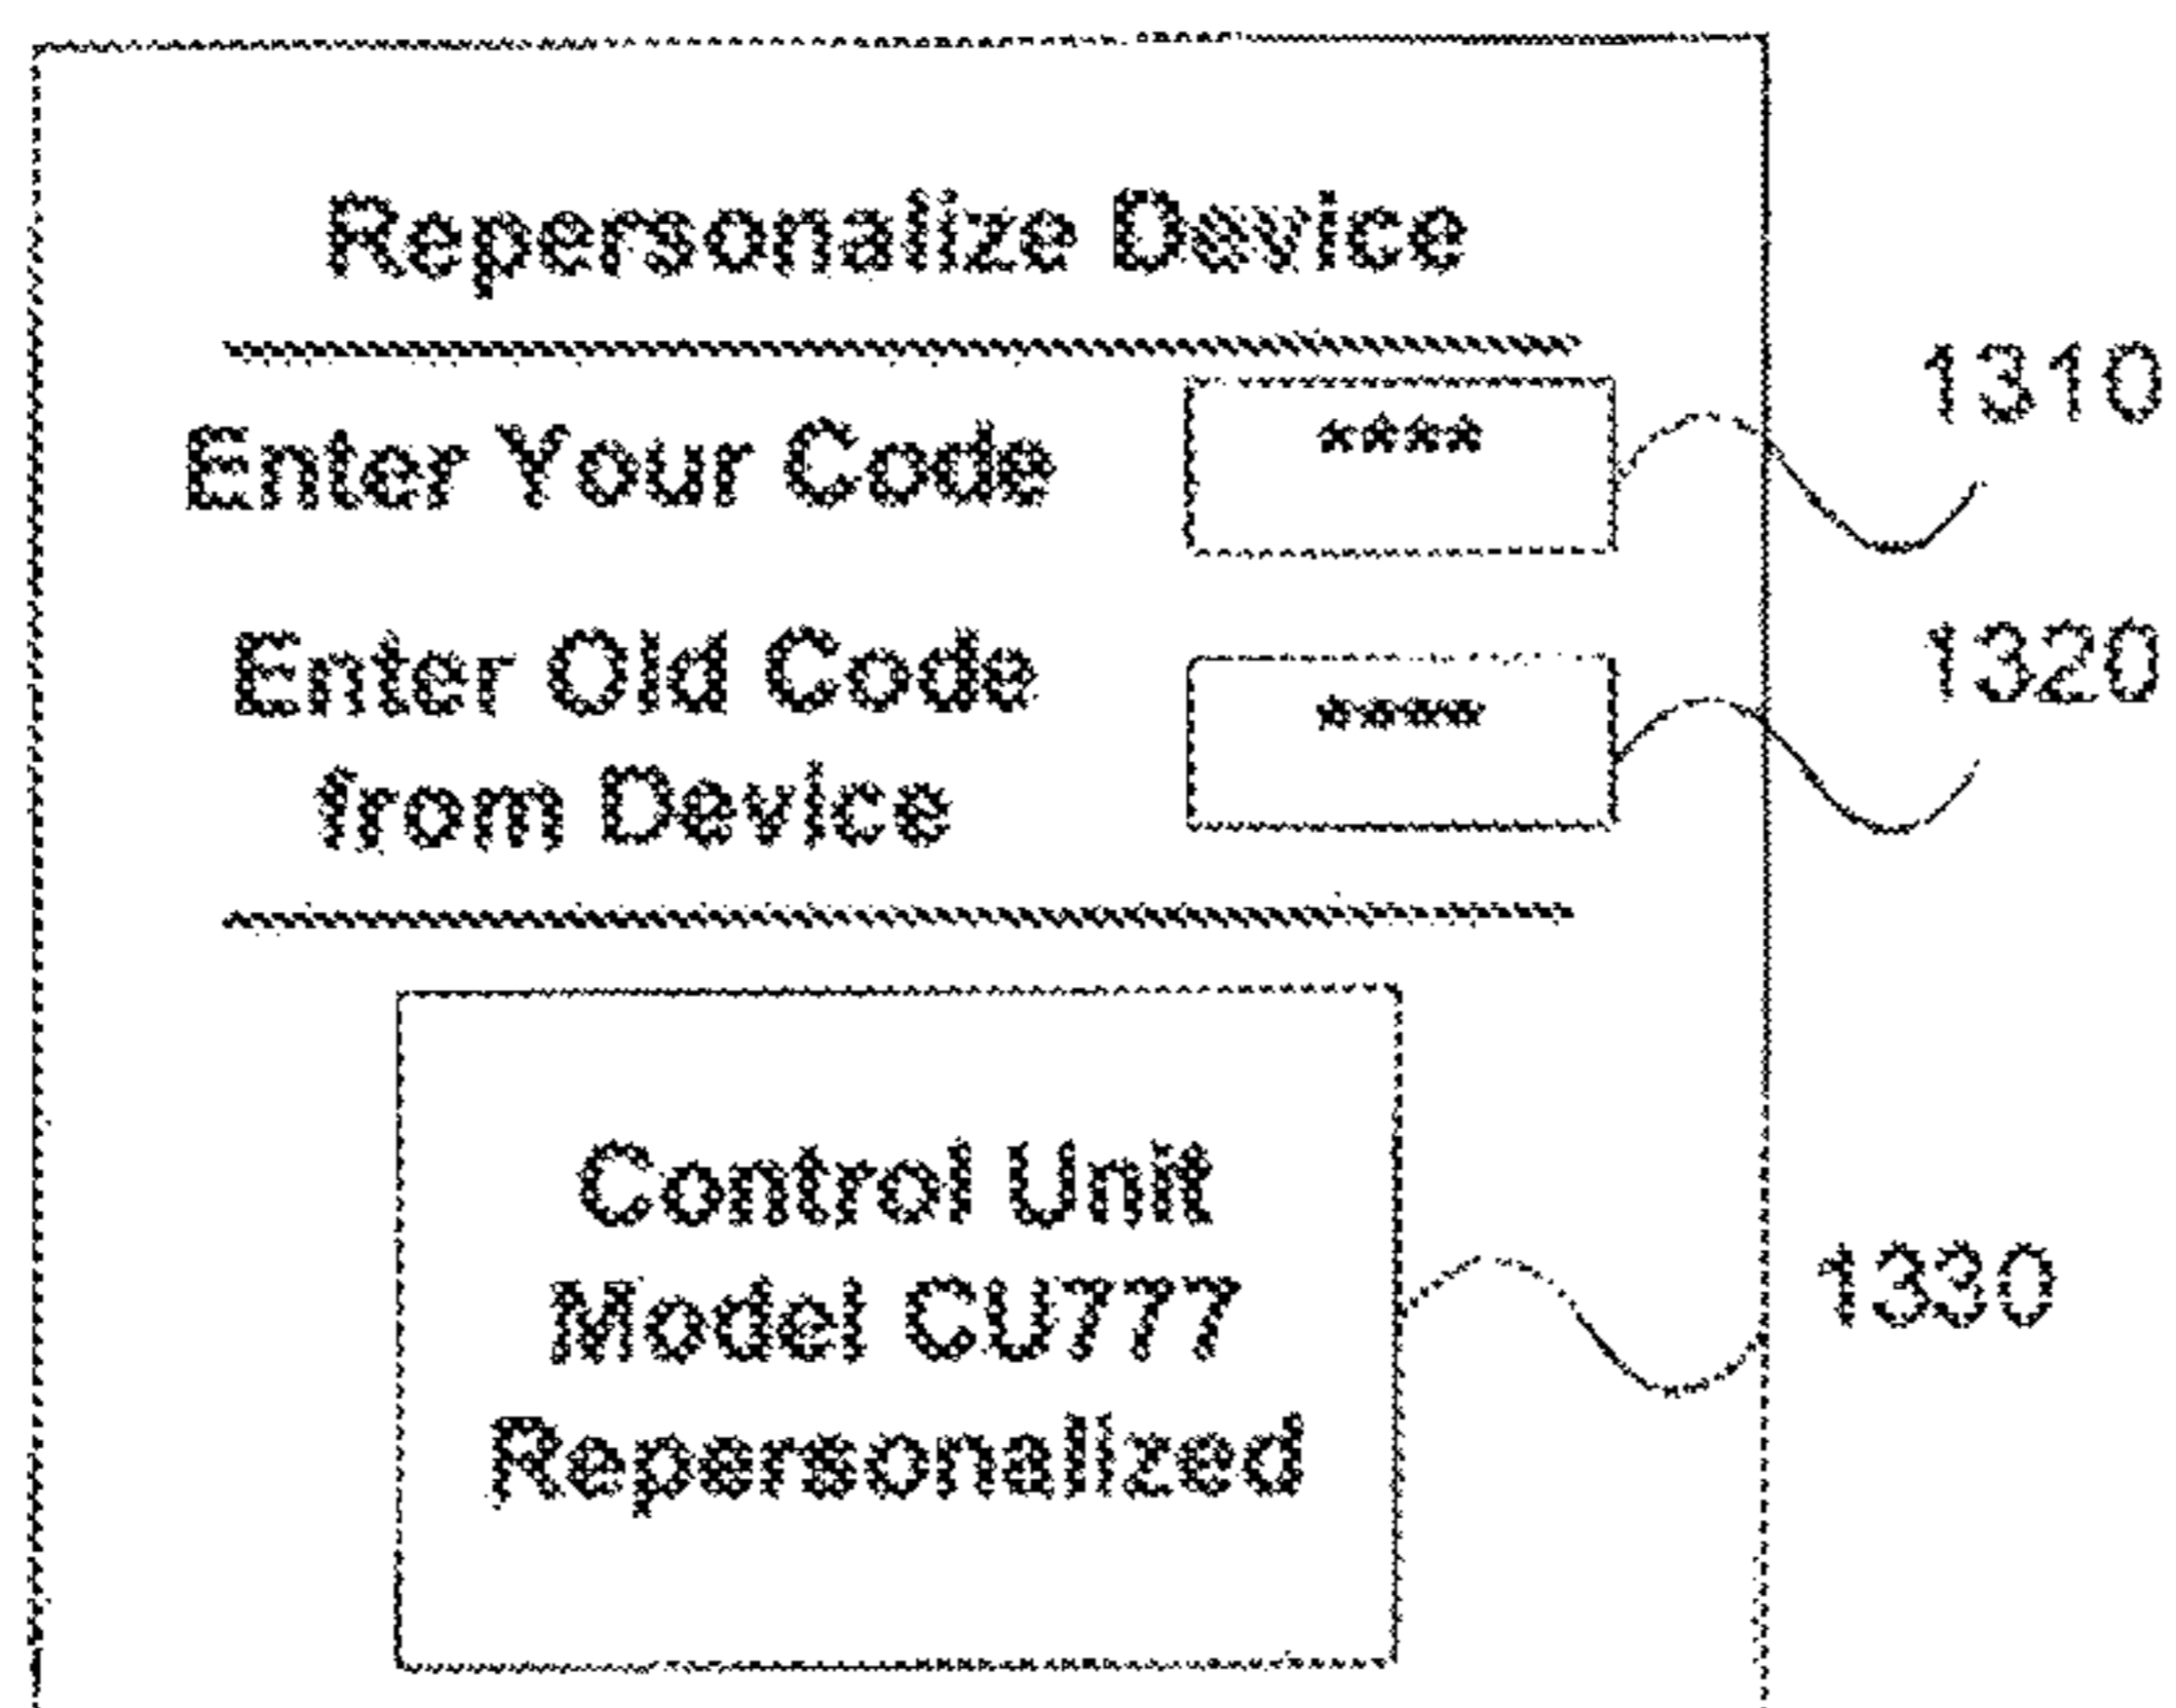 Repersonalize Device
Enter Your Code **** 1310
Enter Old Code **** 1320
from Device
Control Unit
Model CU777 1330
Repersonalized